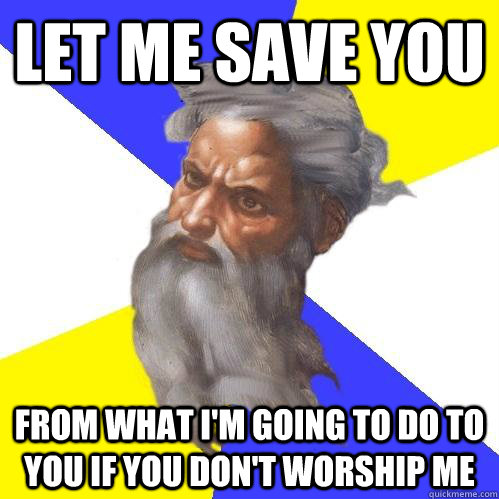 LET ME SAVE YOU
FROM WHAT I'M GOING TO DO TO
YOU IF YOU DON'T WORSHIP ME
quickmeme.com